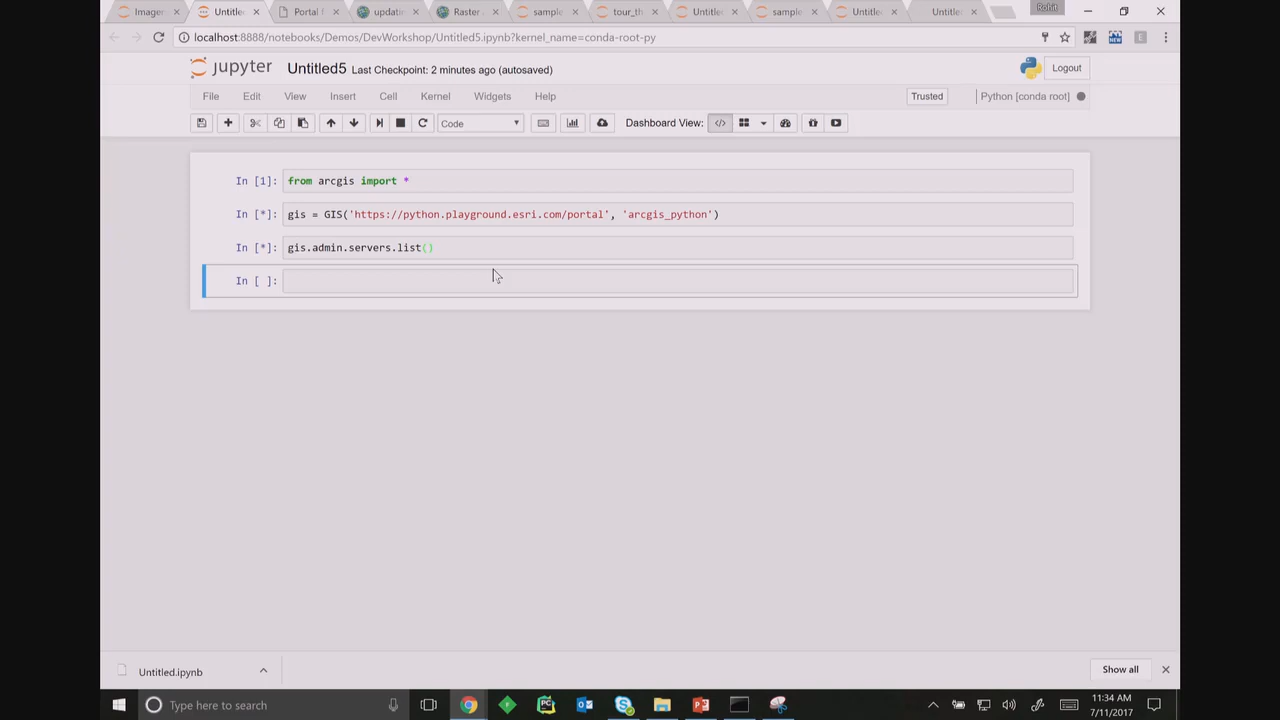 Imager
Untitle
Portal f
updatin
Raster
sample
tour_th
Untitle
sample
Untitle
Untitle
Rohit
localhost:8888/notebooks/Demos/DevWorkshop/Untitled5.ipynb?kernel_name=conda-root-py
NEW
E
jupyter Untitled5 Last Checkpoint: 2 minutes ago (autosaved)
Logout
File Edit View Insert Cell Kernel Widgets Help
Trusted
Python [conda root]
Code
Dashboard View:
In [1]: from arcgis import *
In [*]: gis = GIS('https://python.playground.esri.com/portal', 'arcgis_python')
In [*]: gis.admin.servers.list()
In [ ]:
Untitled.ipynb
Show all
Type here to search
11:34 AM
7/11/2017